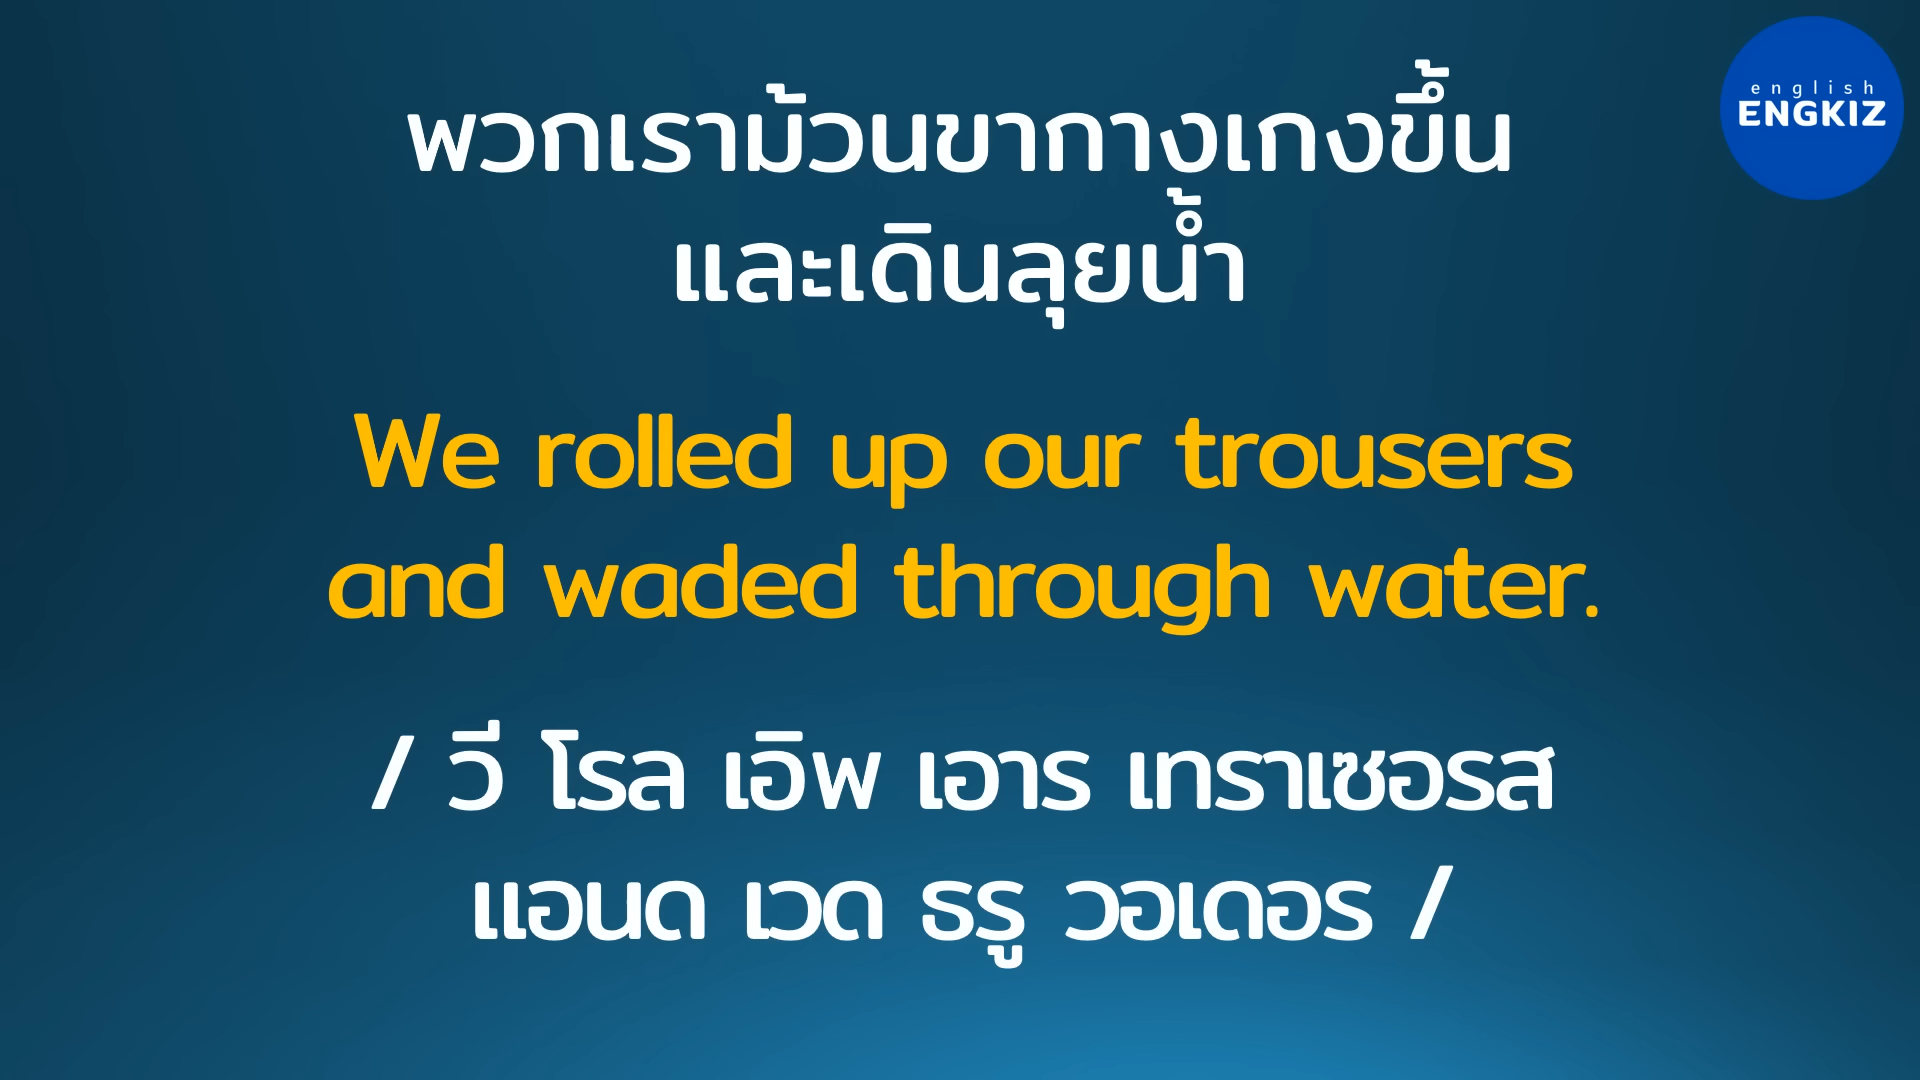 พวกเราม้วนขากางเกงขึ้น
และเดินลุยน้ำ
We rolled up our trousers
and waded through water.
/ วี โรล เอิพ เอาร เทราเซอรส
แอนด เวด ธรู วอเดอร /
english
ENGKIZ